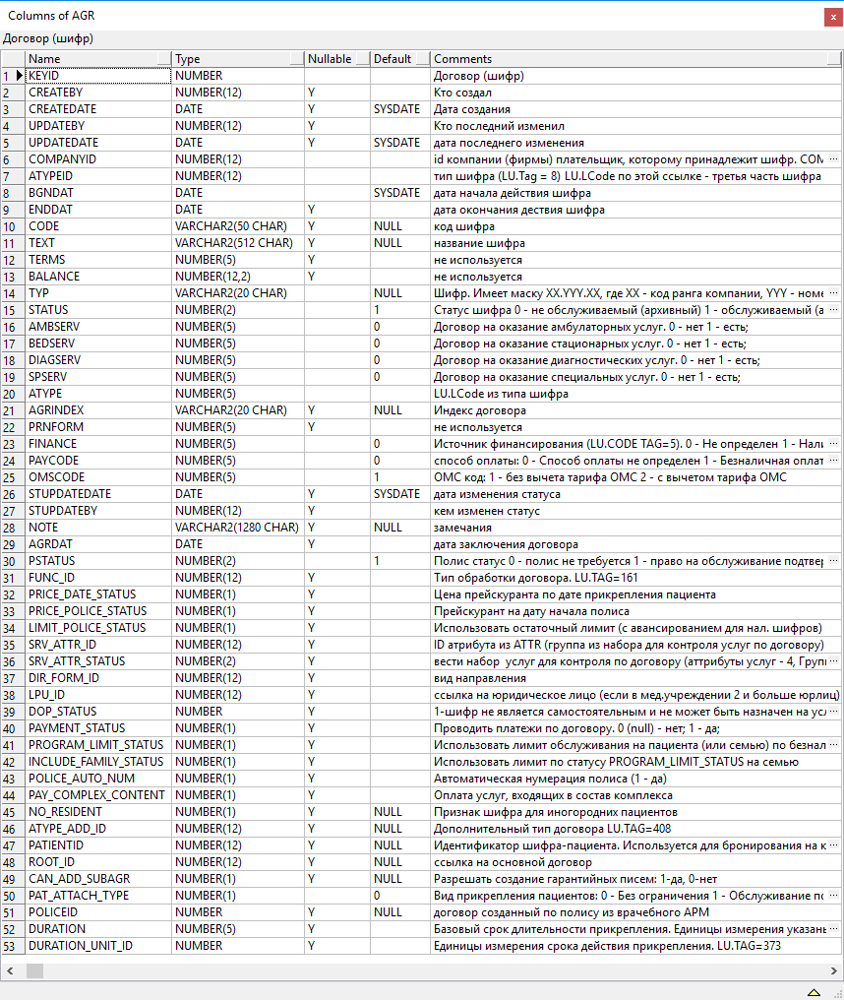 Columns of AGR
Договор (шифр)
Name Type Nullable Default Comments
1 KEYID NUMBER Договор (шифр)
2 CREATEBY NUMBER(12) Y Кто создал
3 CREATEDATE DATE Y SYSDATE Дата создания
4 UPDATEBY NUMBER(12) Y Кто последний изменил
5 UPDATEDATE DATE Y SYSDATE дата последнего изменения
6 COMPANYID NUMBER(12) id компании (фирмы) плательщик, которому принадлежит шифр. COM ...
7 ATYPEID NUMBER(12) тип шифра (LU.Tag = 8) LU.LCode по этой ссылке - третья часть шифра
8 BGNDAT DATE SYSDATE дата начала действия шифра
9 ENDDAT DATE Y дата окончания дествия шифра
10 CODE VARCHAR2(50 CHAR) Y NULL код шифра
11 TEXT VARCHAR2(512 CHAR) Y NULL название шифра
12 TERMS NUMBER(5) Y не используется
13 BALANCE NUMBER(12,2) Y не используется
14 TYP VARCHAR2(20 CHAR) NULL Шифр. Имеет маску XX.YYY.XX, где XX - код ранга компании, YYY - номе ...
15 STATUS NUMBER(2) 1 Статус шифра 0 - не обслуживаемый (архивный) 1 - обслуживаемый (а ...
16 AMBSERV NUMBER(5) 0 Договор на оказание амбулаторных услуг. 0 - нет 1 - есть;
17 BEDSERV NUMBER(5) 0 Договор на оказание стационарных услуг. 0 - нет 1 - есть;
18 DIAGSERV NUMBER(5) 0 Договор на оказание диагностических услуг. 0 - нет 1 - есть;
19 SPSERV NUMBER(5) 0 Договор на оказание специальных услуг. 0 - нет 1 - есть;
20 ATYPE NUMBER(5) LU.LCode из типа шифра
21 AGRINDEX VARCHAR2(20 CHAR) Y NULL Индекс договора
22 PRNFORM NUMBER(5) Y не используется
23 FINANCE NUMBER(5) 0 Источник финансирования (LU.CODE TAG=5). 0 - Не определен 1 - Нали ...
24 PAYCODE NUMBER(5) 0 способ оплаты: 0 - Способ оплаты не определен 1 - Безналичная оплат ...
25 OMSCODE NUMBER(5) 1 ОМС код: 1 - без вычета тарифа ОМС 2 - с вычетом тарифа ОМС
26 STUPDATEDATE DATE Y SYSDATE дата изменения статуса
27 STUPDATEBY NUMBER(12) Y кем изменен статус
28 NOTE VARCHAR2(1280 CHAR) Y NULL замечания
29 AGRDAT DATE Y дата заключения договора
30 PSTATUS NUMBER(2) 1 Полис статус 0 - полис не требуется 1 - право на обслуживание подтвер ...
31 FUNC_ID NUMBER(12) Y Тип обработки договора. LU.TAG=161
32 PRICE_DATE_STATUS NUMBER(1) Y Цена прейскуранта по дате прикрепления пациента
33 PRICE_POLICE_STATUS NUMBER(1) Y Прейскурант на дату начала полиса
34 LIMIT_POLICE_STATUS NUMBER(1) Y Использовать остаточный лимит (с авансированием для нал. шифров)
35 SRV_ATTR_ID NUMBER(12) Y ID атрибута из ATTR (группа из набора для контроля услуг по договору)
36 SRV_ATTR_STATUS NUMBER(2) Y вести набор услуг для контроля по договору (аттрибуты услуг - 4, Групп ...
37 DIR_FORM_ID NUMBER(12) Y вид направления
38 LPU_ID NUMBER(12) Y ссылка на юридическое лицо (если в мед.учреждении 2 и больше юрлиц)
39 DOP_STATUS NUMBER Y 1-шифр не является самостоятельным и не может быть назначен на усл ...
40 PAYMENT_STATUS NUMBER(1) Y Проводить платежи по договору. 0 (null) - нет; 1 - да;
41 PROGRAM_LIMIT_STATUS NUMBER(1) Y Использовать лимит обслуживания на пациента (или семью) по безнал ...
42 INCLUDE_FAMILY_STATUS NUMBER(1) Y Использовать лимит по статусу PROGRAM_LIMIT_STATUS на семью
43 POLICE_AUTO_NUM NUMBER(1) Y Автоматическая нумерация полиса (1 - да)
44 PAY_COMPLEX_CONTENT NUMBER(1) Y Оплата услуг, входящих в состав комплекса
45 NO_RESIDENT NUMBER(1) Y NULL Признак шифра для иногородних пациентов
46 ATYPE_ADD_ID NUMBER(12) Y NULL Дополнительный тип договора LU.TAG=408
47 PATIENTID NUMBER(12) Y NULL Идентификатор шифра-пациента. Используется для бронирования на к ...
48 ROOT_ID NUMBER(12) Y NULL ссылка на основной договор
49 CAN_ADD_SUBAGR NUMBER(1) Y NULL Разрешать создание гарантийных писем: 1-да, 0-нет
50 PAT_ATTACH_TYPE NUMBER(1) 0 Вид прикрепления пациентов: 0 - Без ограничения 1 - Обслуживание по ...
51 POLICEID NUMBER Y NULL договор созданный по полису из врачебного АРМ
52 DURATION NUMBER(5) Y Базовый срок длительности прикрепления. Единицы измерения указань ...
53 DURATION_UNIT_ID NUMBER Y Единицы измерения срока действия прикрепления. LU.TAG=373